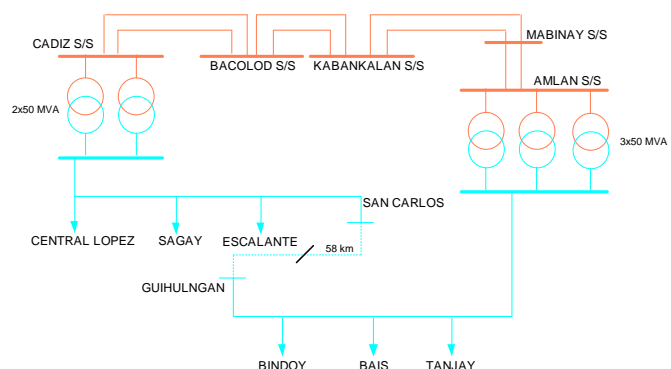 MABINAY S/S
CADIZ S/S
BACOLOD S/S
KABANKALAN S/S
AMLAN S/S
2x50 MVA
3x50 MVA
SAN CARLOS
CENTRAL LOPEZ
SAGAY
ESCALANTE
58 km
GUIHULNGAN
BINDOY
BAIS
TANJAY